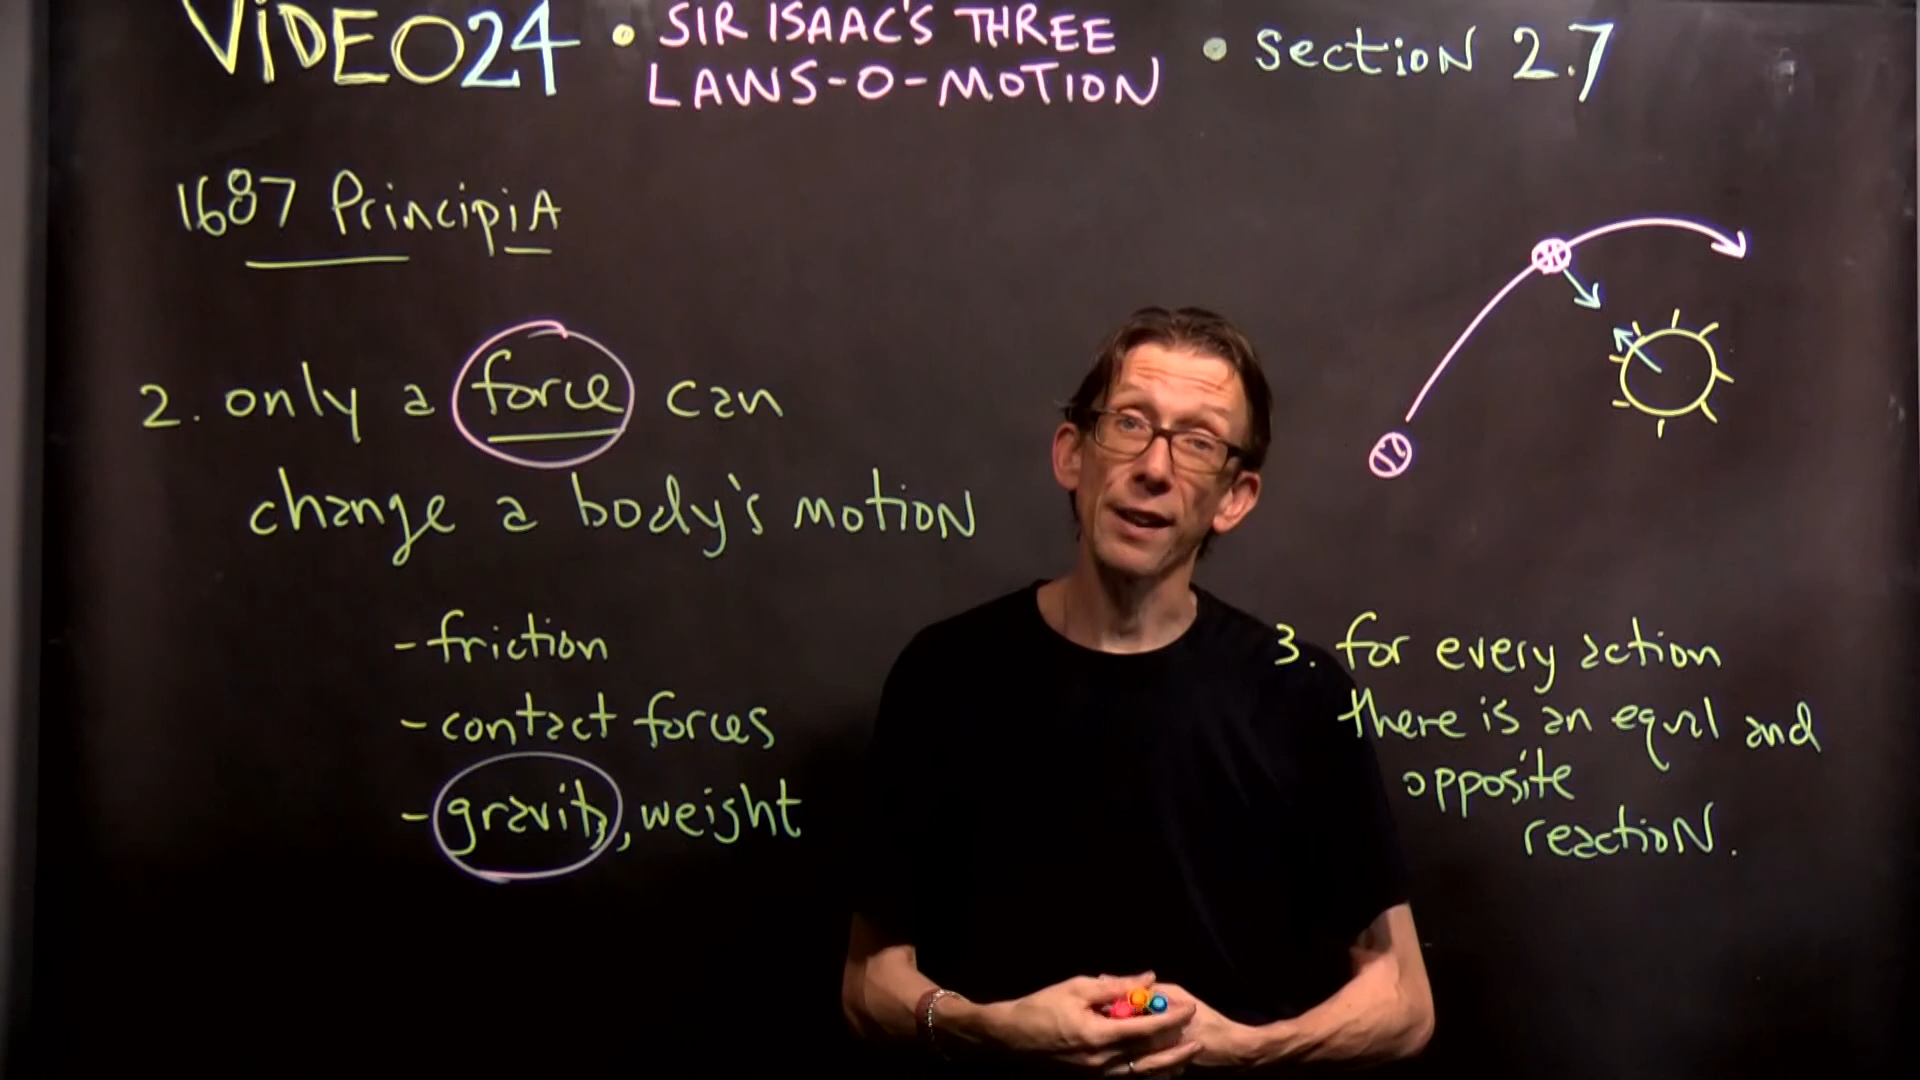 VIDEO24 • SIR ISAAC'S THREE
LAWS-O-MOTION • SECTION 2.7
1687 PrincipiA
2. only a force can
change a body's motion
- friction
- contact forces
- gravity, weight
3. for every action
there is an equal and
opposite
reaction.